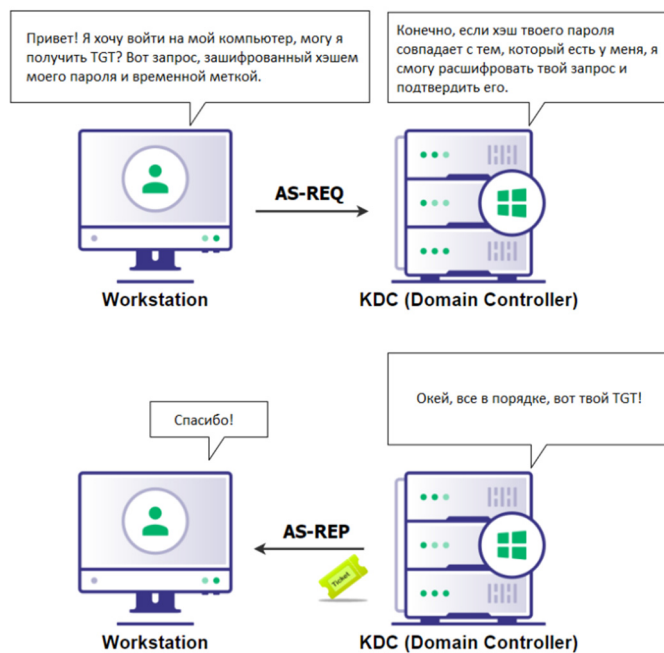 Привет! Я хочу войти на мой компьютер, могу я
получить TGT? Вот запрос, зашифрованный хэшем
моего пароля и временной меткой.
Конечно, если хэш твоего пароля
совпадает с тем, который есть у меня, я
смогу расшифровать твой запрос и
подтвердить его.
AS-REQ
Workstation
KDC (Domain Controller)
Спасибо!
Окей, все в порядке, вот твой TGT!
AS-REP
Ticket
Workstation
KDC (Domain Controller)